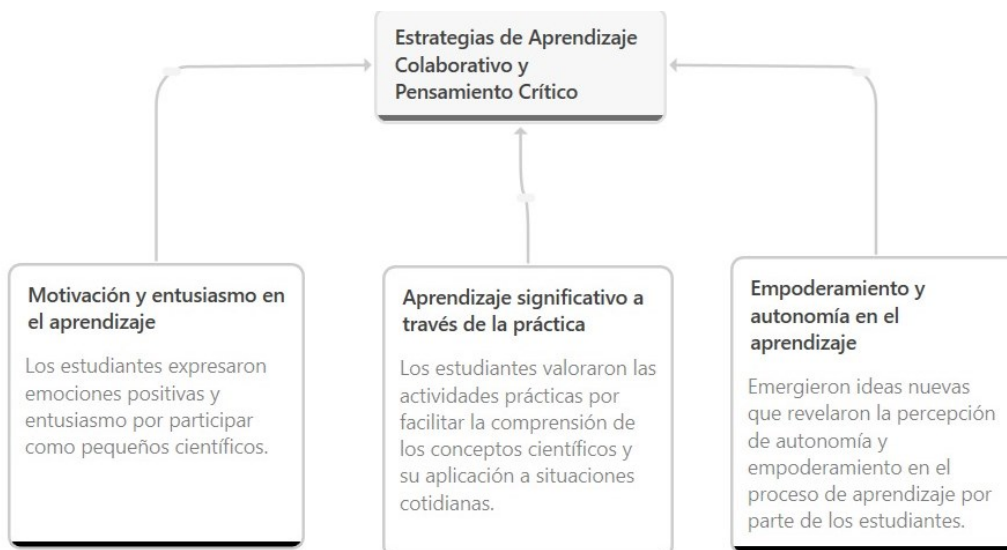 Estrategias de Aprendizaje
Colaborativo y
Pensamiento Crítico
Motivación y entusiasmo en
el aprendizaje
Los estudiantes expresaron
emociones positivas y
entusiasmo por participar
como pequeños científicos.
Aprendizaje significativo a
través de la práctica
Los estudiantes valoraron las
actividades prácticas por
facilitar la comprensión de
los conceptos científicos y
su aplicación a situaciones
cotidianas.
Empoderamiento y
autonomía en el
aprendizaje
Emergieron ideas nuevas
que revelaron la percepción
de autonomía y
empoderamiento en el
proceso de aprendizaje por
parte de los estudiantes.